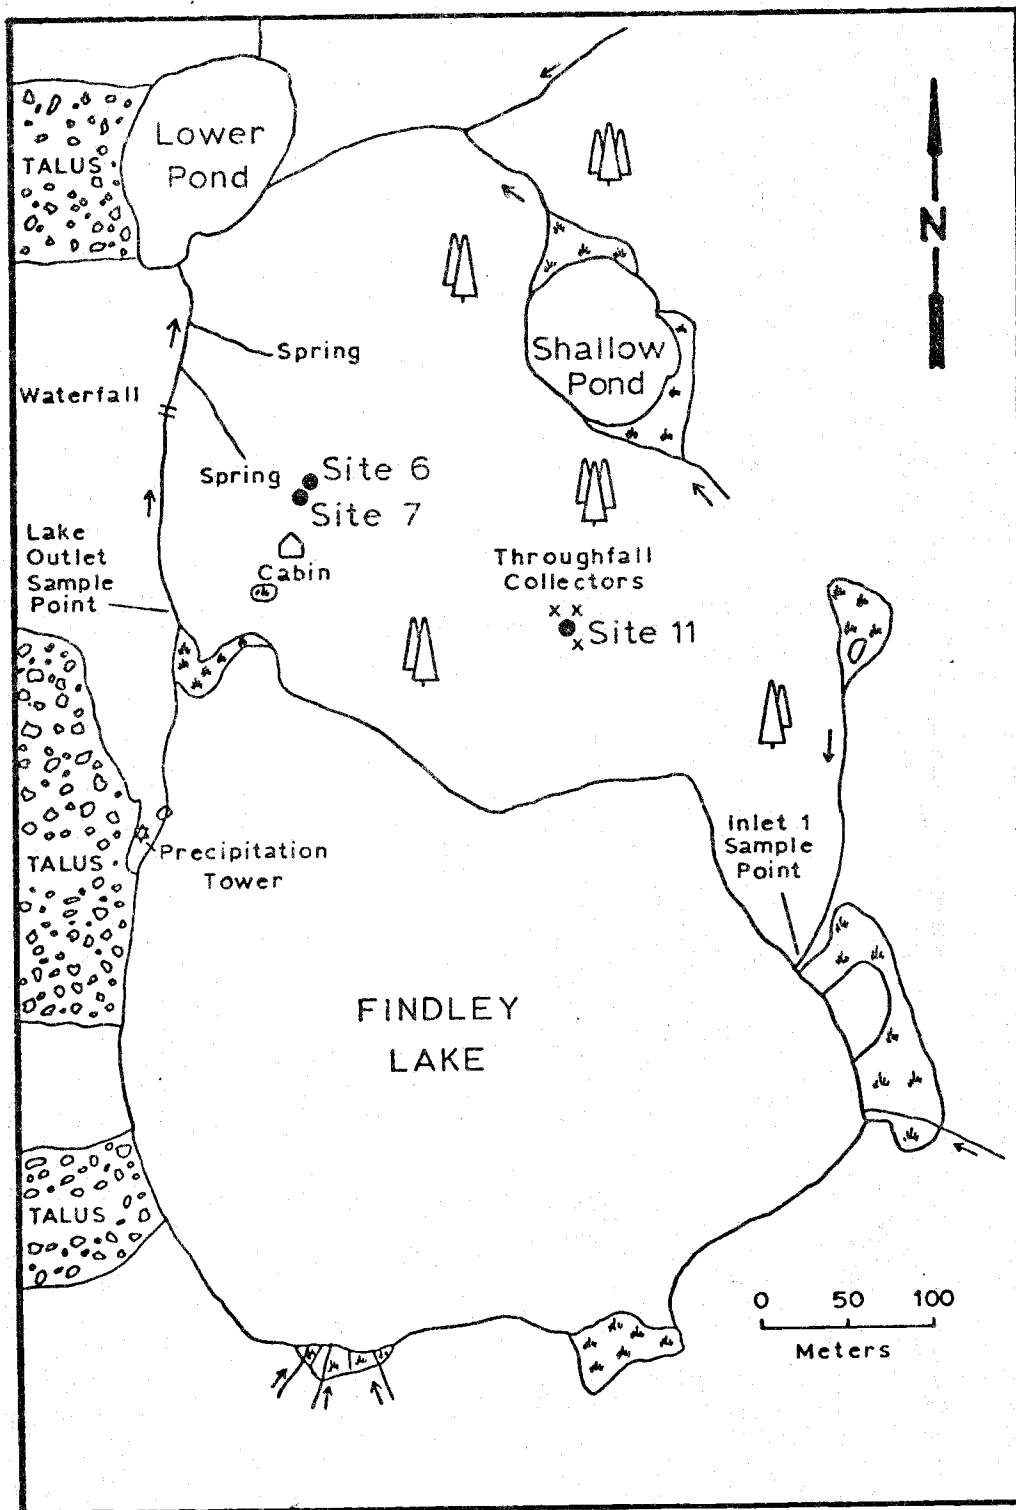 Lower
Pond
TALUS
N
Shallow
Pond
Spring
Waterfall
Spring
Site 6
Site 7
Lake
Outlet
Sample
Point
Cabin
Throughfall
Collectors
x x
x
Site 11
Inlet 1
Sample
Point
TALUS
Precipitation
Tower
FINDLEY
LAKE
TALUS
0 50 100
Meters